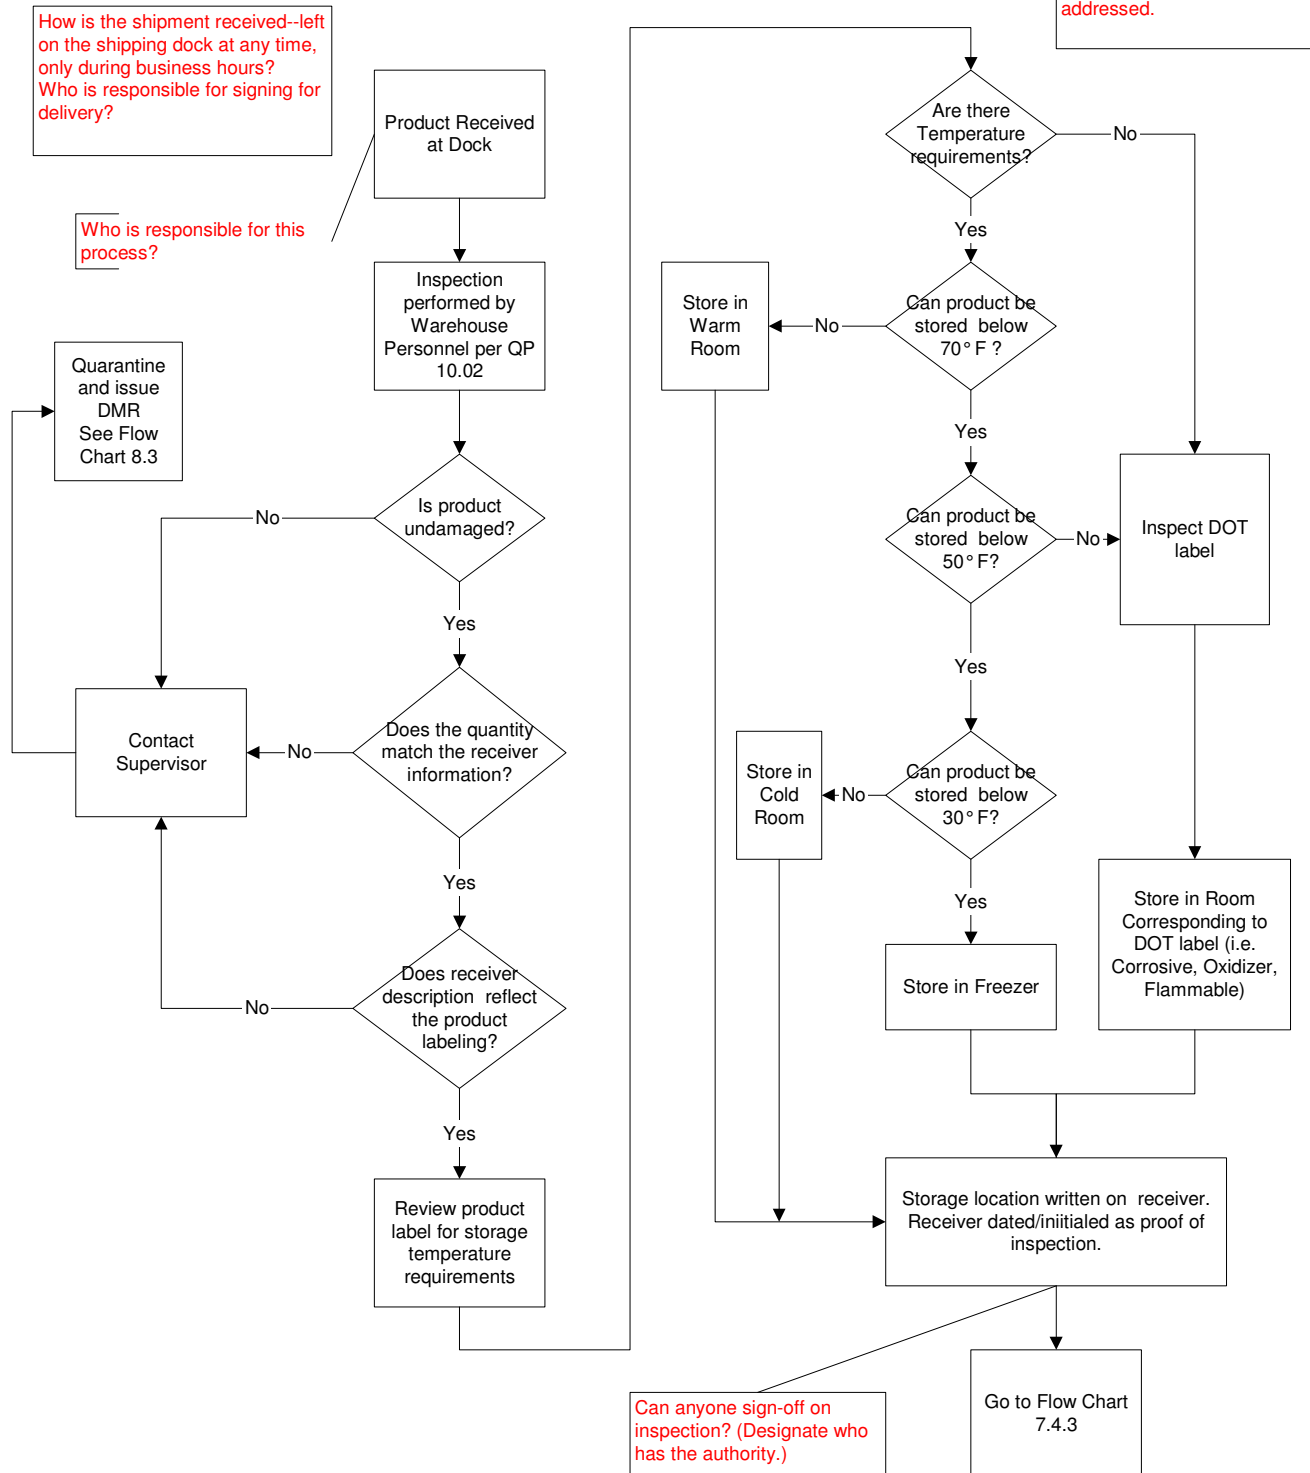 How is the shipment received--left
on the shipping dock at any time,
only during business hours?
Who is responsible for signing for
delivery?
addressed.
Product Received
at Dock
Who is responsible for this
process?
Inspection
performed by
Warehouse
Personnel per QP
10.02
Quarantine
and issue
DMR
See Flow
Chart 8.3
Is product
undamaged?
No
Yes
Contact
Supervisor
No
Does the quantity
match the receiver
information?
Yes
Does receiver
description reflect
the product
labeling?
No
Yes
Review product
label for storage
temperature
requirements
Are there
Temperature
requirements?
No
Yes
Store in
Warm
Room
No
Can product be
stored below
70° F ?
Yes
Can product be
stored below
50° F?
No
Inspect DOT
label
Yes
Store in
Cold
Room
No
Can product be
stored below
30° F?
Yes
Store in Freezer
Store in Room
Corresponding to
DOT label (i.e.
Corrosive, Oxidizer,
Flammable)
Storage location written on receiver.
Receiver dated/iniitialed as proof of
inspection.
Can anyone sign-off on
inspection? (Designate who
has the authority.)
Go to Flow Chart
7.4.3